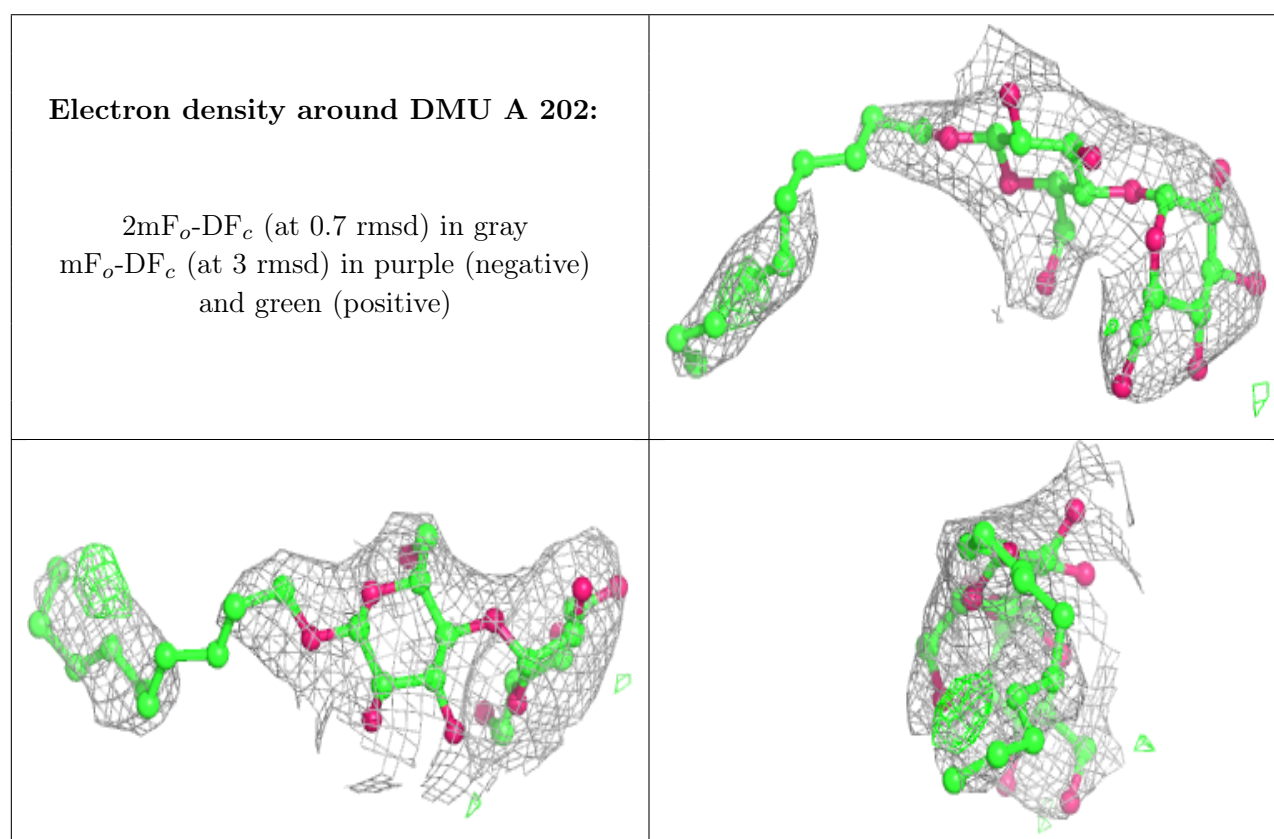 Electron density around DMU A 202:
2mFₒ-DF𝒸 (at 0.7 rmsd) in gray
mFₒ-DF𝒸 (at 3 rmsd) in purple (negative)
and green (positive)